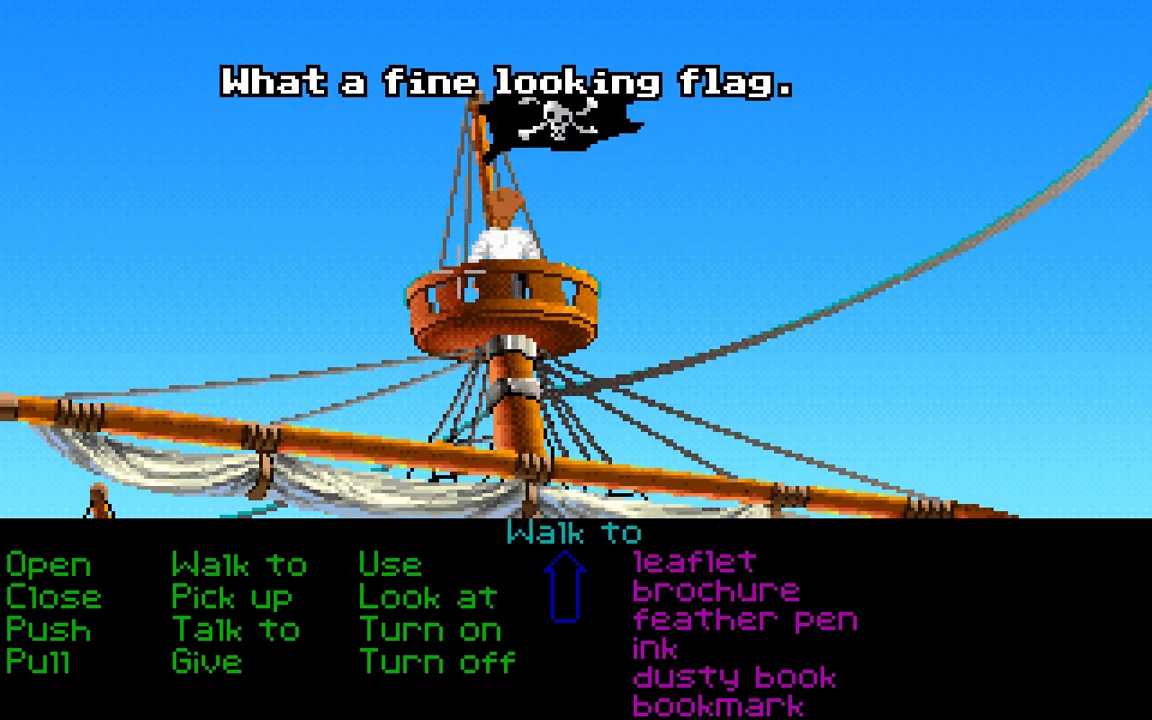 What a fine looking flag.
Walk to
Open Walk to Use
Close Pick up Look at
Push Talk to Turn on
Pull Give Turn off
leaflet
brochure
feather pen
ink
dusty book
bookmark